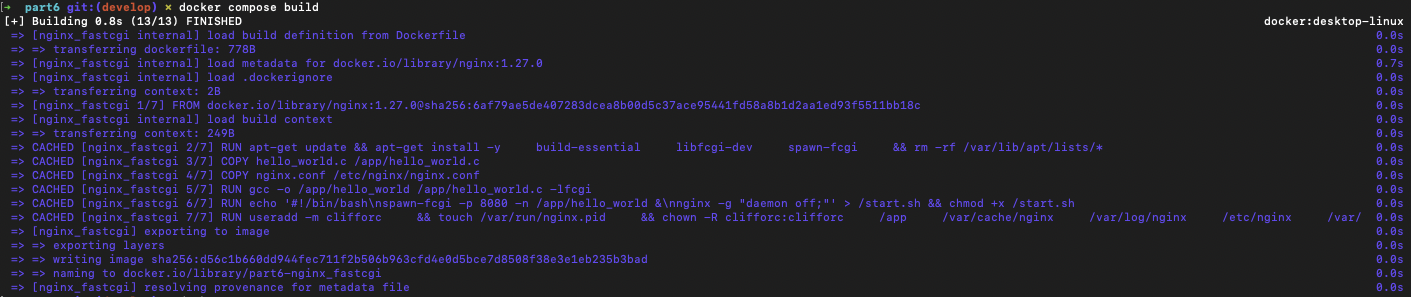 [→ part6 git:(develop) × docker compose build
[+] Building 0.8s (13/13) FINISHED docker:desktop-linux
=> [nginx_fastcgi internal] load build definition from Dockerfile 0.0s
=> => transferring dockerfile: 778B 0.0s
=> [nginx_fastcgi internal] load metadata for docker.io/library/nginx:1.27.0 0.7s
=> [nginx_fastcgi internal] load .dockerignore 0.0s
=> => transferring context: 2B 0.0s
=> [nginx_fastcgi 1/7] FROM docker.io/library/nginx:1.27.0@sha256:6af79ae5de407283dcea8b00d5c37ace95441fd58a8b1d2aa1ed93f5511bb18c 0.0s
=> [nginx_fastcgi internal] load build context 0.0s
=> => transferring context: 249B 0.0s
=> CACHED [nginx_fastcgi 2/7] RUN apt-get update && apt-get install -y build-essential libfcgi-dev spawn-fcgi && rm -rf /var/lib/apt/lists/* 0.0s
=> CACHED [nginx_fastcgi 3/7] COPY hello_world.c /app/hello_world.c 0.0s
=> CACHED [nginx_fastcgi 4/7] COPY nginx.conf /etc/nginx/nginx.conf 0.0s
=> CACHED [nginx_fastcgi 5/7] RUN gcc -o /app/hello_world /app/hello_world.c -lfcgi 0.0s
=> CACHED [nginx_fastcgi 6/7] RUN echo '#!/bin/bash\nspawn-fcgi -p 8080 -n /app/hello_world &\nnginx -g "daemon off;"' > /start.sh && chmod +x /start.sh 0.0s
=> CACHED [nginx_fastcgi 7/7] RUN useradd -m clifforc && touch /var/run/nginx.pid && chown -R clifforc:clifforc /app /var/cache/nginx /var/log/nginx /etc/nginx /var/ 0.0s
=> [nginx_fastcgi] exporting to image 0.0s
=> => exporting layers 0.0s
=> => writing image sha256:d56c1b660dd944fec711f2b506b963cfd4e0d5bce7d8508f38e3e1eb235b3bad 0.0s
=> => naming to docker.io/library/part6-nginx_fastcgi 0.0s
=> [nginx_fastcgi] resolving provenance for metadata file 0.0s